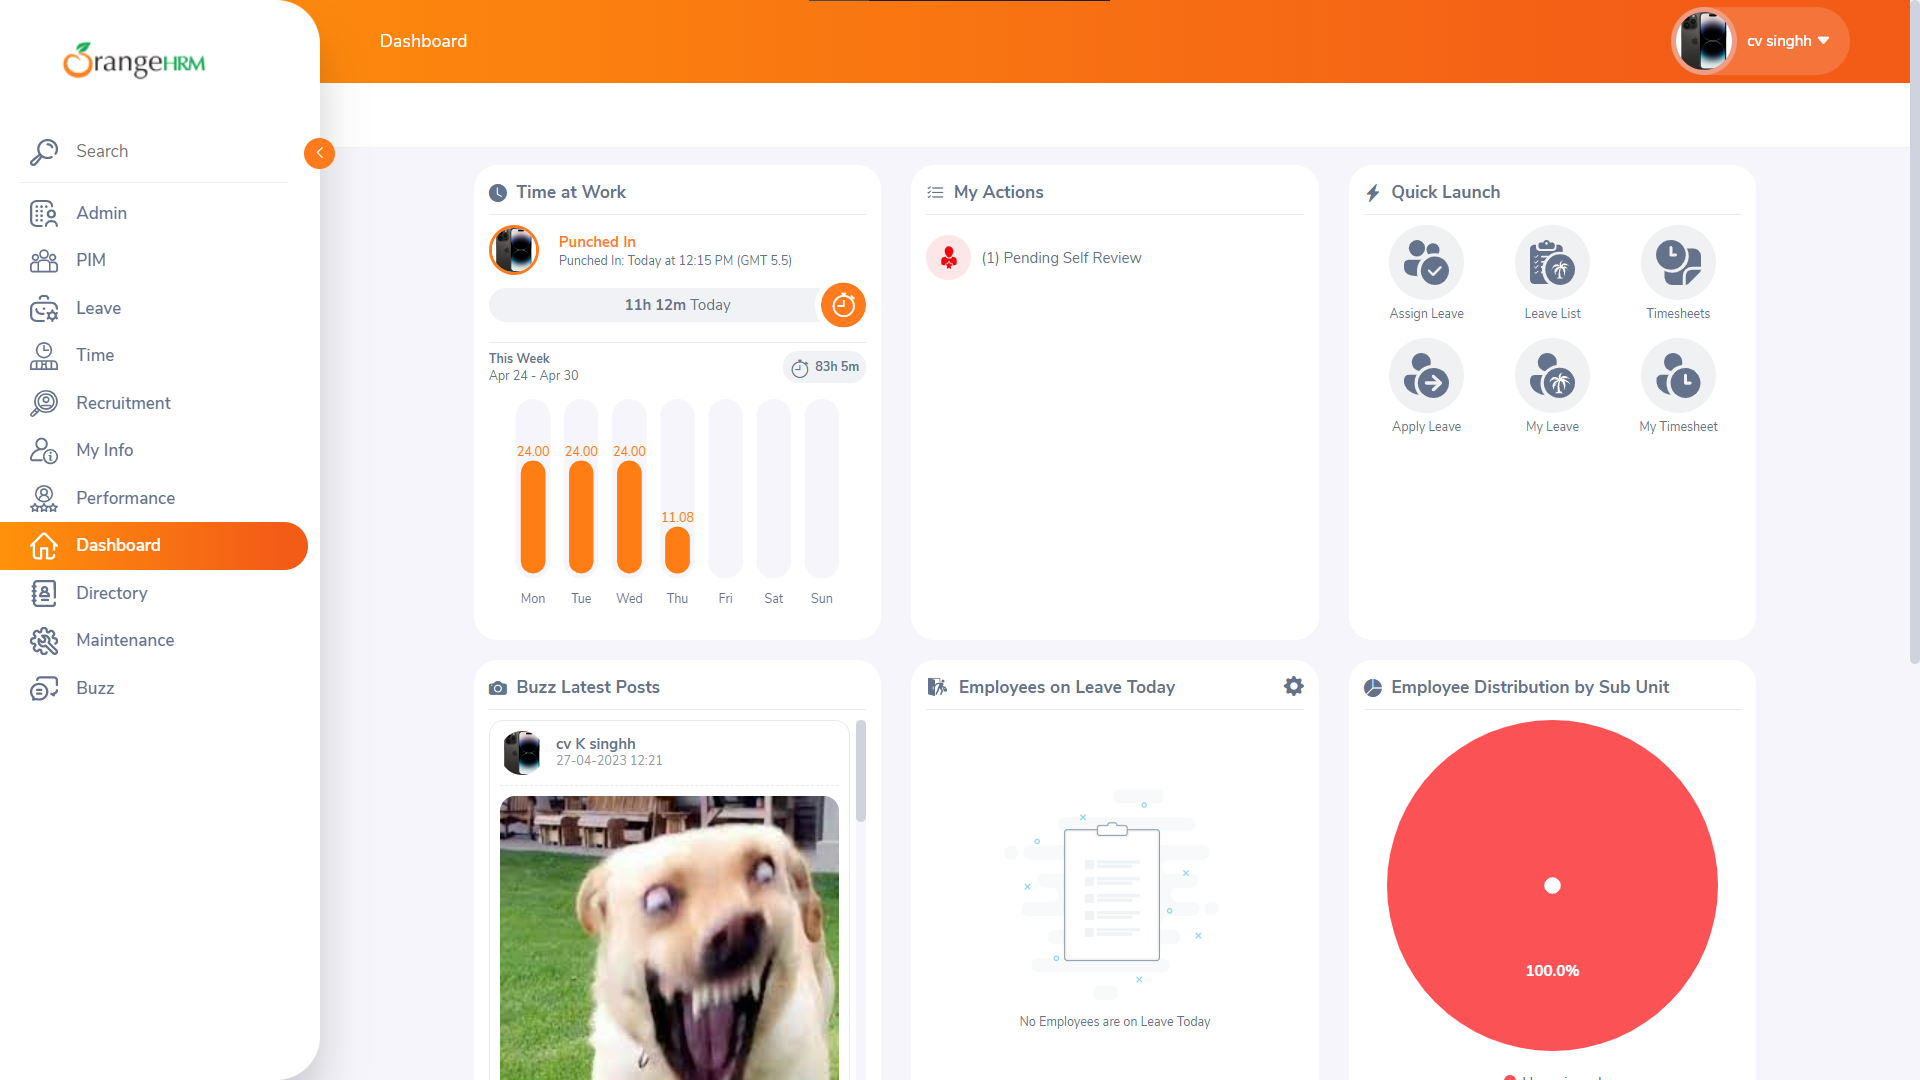 OrangeHRM
Dashboard
cv singhh
Search
Admin
PIM
Leave
Time
Recruitment
My Info
Performance
Dashboard
Directory
Maintenance
Buzz
Time at Work
Punched In
Punched In: Today at 12:15 PM (GMT 5.5)
11h 12m Today
This Week
Apr 24 - Apr 30
83h 5m
24.00 24.00 24.00
11.08
Mon Tue Wed Thu Fri Sat Sun
My Actions
(1) Pending Self Review
Quick Launch
Assign Leave Leave List Timesheets
Apply Leave My Leave My Timesheet
Buzz Latest Posts
cv K singhh
27-04-2023 12:21
Employees on Leave Today
No Employees are on Leave Today
Employee Distribution by Sub Unit
100.0%